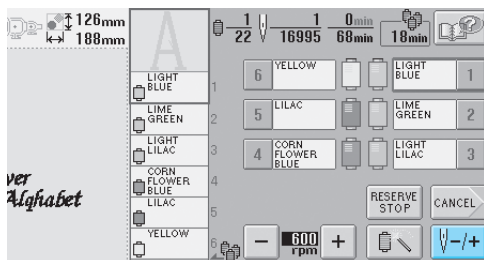 126mm
188mm
A
1 1 0min
22 16995 68min 18min
LIGHT
BLUE
1
LIME
GREEN
2
LIGHT
LILAC
3
CORN
FLOWER
BLUE
4
LILAC
5
YELLOW
6
6 YELLOW
LIGHT
BLUE 1
5 LILAC
LIME
GREEN 2
4 CORN
FLOWER
BLUE
LIGHT
LILAC 3
ver
Alphabet
RESERVE
STOP
CANCEL
− 600
rpm +
−/+